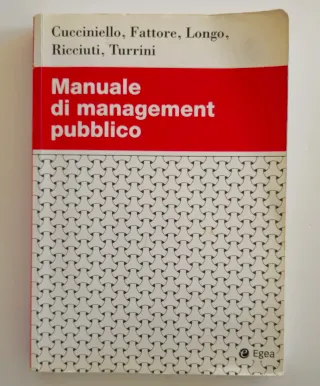 Cucciniello, Fattore, Longo,
Ricciuti, Turrini
Manuale
di management
pubblico
Egea